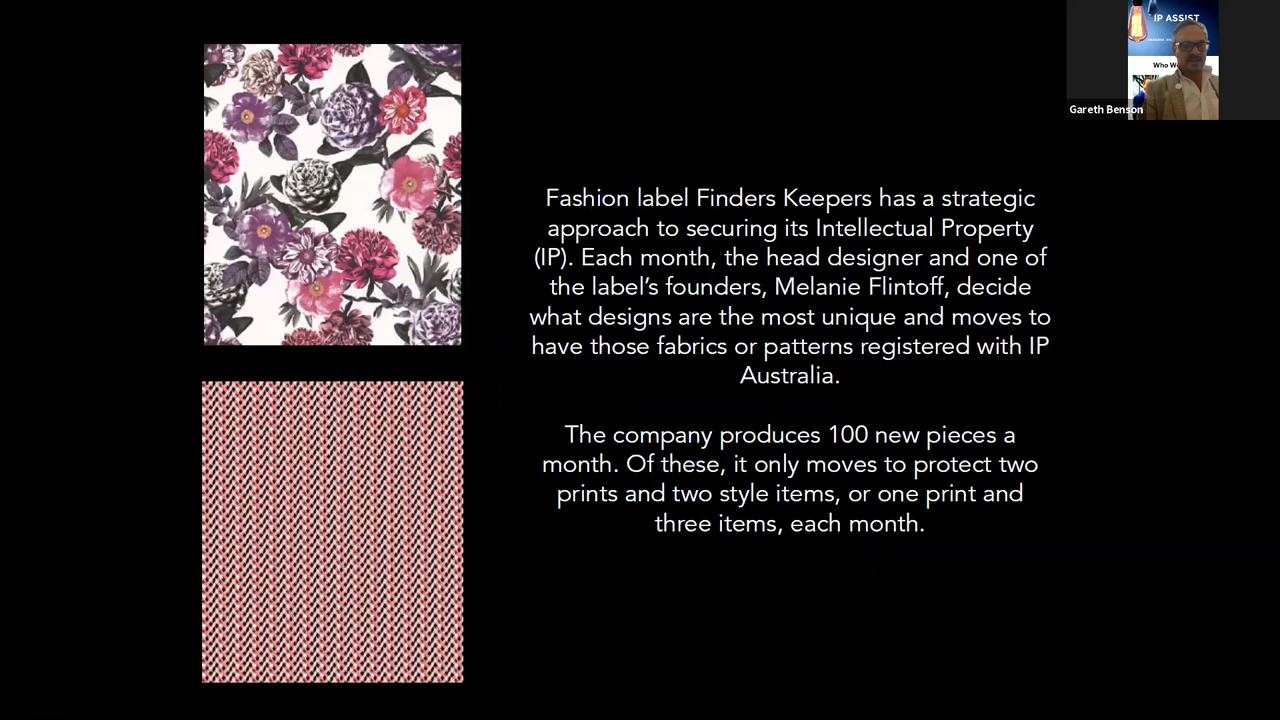 IP ASSIST
Gareth Benson
Fashion label Finders Keepers has a strategic
approach to securing its Intellectual Property
(IP). Each month, the head designer and one of
the label’s founders, Melanie Flintoff, decide
what designs are the most unique and moves to
have those fabrics or patterns registered with IP
Australia.
The company produces 100 new pieces a
month. Of these, it only moves to protect two
prints and two style items, or one print and
three items, each month.